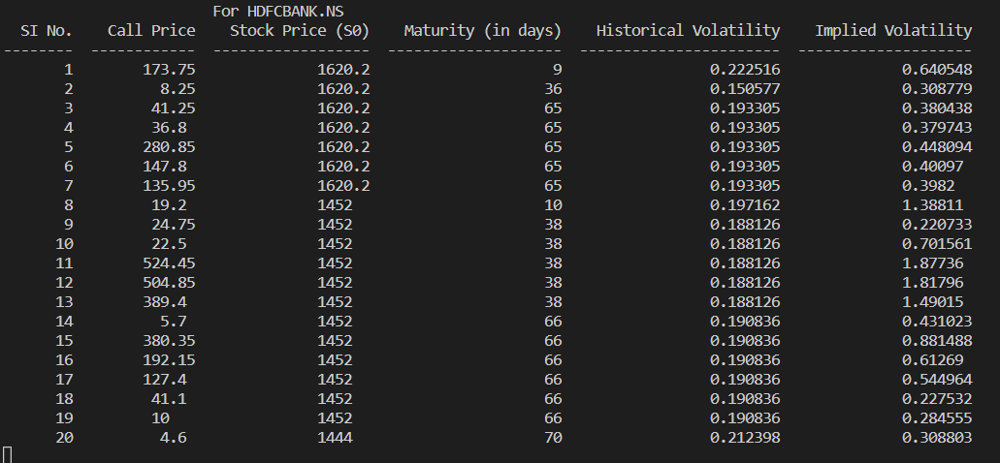 For HDFCBANK.NS
SI No. Call Price Stock Price (S0) Maturity (in days) Historical Volatility Implied Volatility
-------- ------------ ------------------ -------------------- ----------------------- --------------------
1 173.75 1620.2 9 0.222516 0.640548
2 8.25 1620.2 36 0.150577 0.308779
3 41.25 1620.2 65 0.193305 0.380438
4 36.8 1620.2 65 0.193305 0.379743
5 280.85 1620.2 65 0.193305 0.448094
6 147.8 1620.2 65 0.193305 0.40097
7 135.95 1620.2 65 0.193305 0.3982
8 19.2 1452 10 0.197162 1.38811
9 24.75 1452 38 0.188126 0.220733
10 22.5 1452 38 0.188126 0.701561
11 524.45 1452 38 0.188126 1.87736
12 504.85 1452 38 0.188126 1.81796
13 389.4 1452 38 0.188126 1.49015
14 5.7 1452 66 0.190836 0.431023
15 380.35 1452 66 0.190836 0.881488
16 192.15 1452 66 0.190836 0.61269
17 127.4 1452 66 0.190836 0.544964
18 41.1 1452 66 0.190836 0.227532
19 10 1452 66 0.190836 0.284555
20 4.6 1444 70 0.212398 0.308803